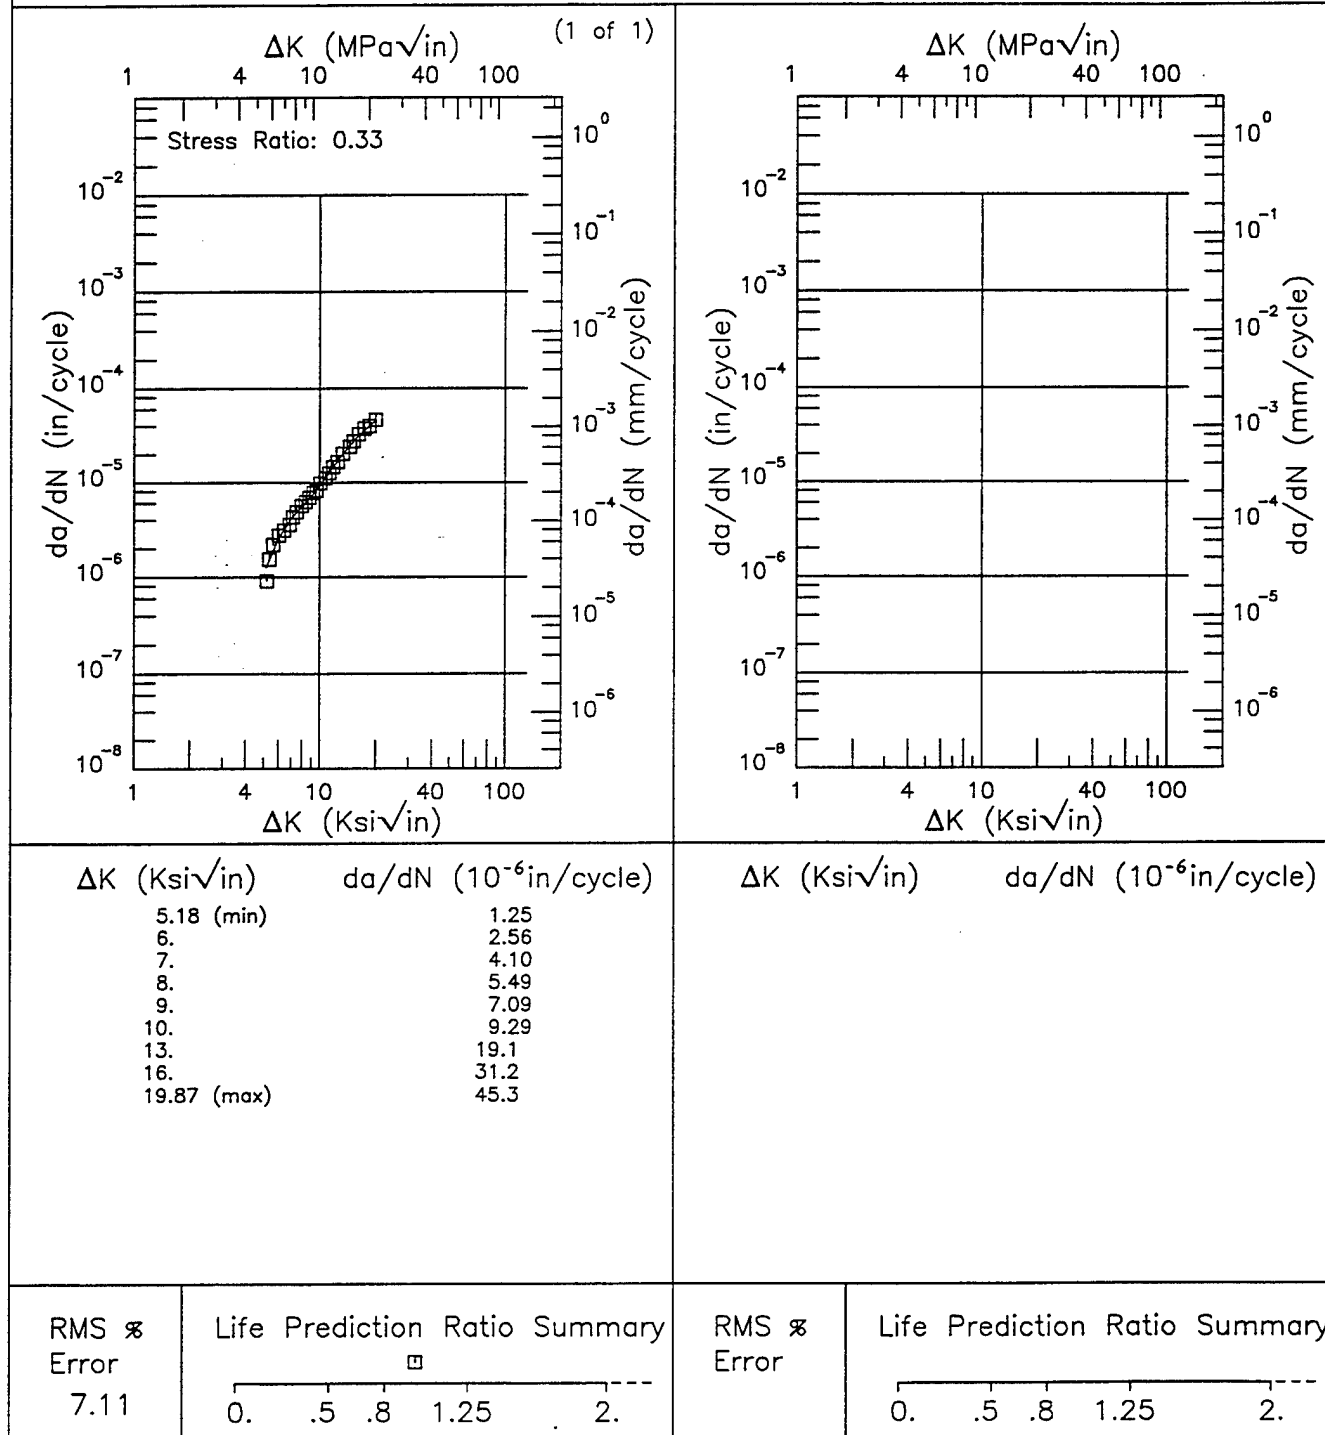 (1 of 1)
ΔK (MPa√in)
1 4 10 40 100
Stress Ratio: 0.33
da/dN (in/cycle)
10⁻²
10⁻³
10⁻⁴
10⁻⁵
10⁻⁶
10⁻⁷
10⁻⁸
10⁰
10⁻¹
10⁻²
10⁻³
10⁻⁴
10⁻⁵
10⁻⁶
da/dN (mm/cycle)
1 4 10 40 100
ΔK (Ksi√in)
ΔK (MPa√in)
1 4 10 40 100
da/dN (in/cycle)
10⁻²
10⁻³
10⁻⁴
10⁻⁵
10⁻⁶
10⁻⁷
10⁻⁸
10⁰
10⁻¹
10⁻²
10⁻³
10⁻⁴
10⁻⁵
10⁻⁶
da/dN (mm/cycle)
1 4 10 40 100
ΔK (Ksi√in)
ΔK (Ksi√in) da/dN (10⁻⁶in/cycle)
5.18 (min) 1.25
6. 2.56
7. 4.10
8. 5.49
9. 7.09
10. 9.29
13. 19.1
16. 31.2
19.87 (max) 45.3
ΔK (Ksi√in) da/dN (10⁻⁶in/cycle)
RMS %
Error
7.11
Life Prediction Ratio Summary
0. .5 .8 1.25 2.
RMS %
Error
Life Prediction Ratio Summary
0. .5 .8 1.25 2.